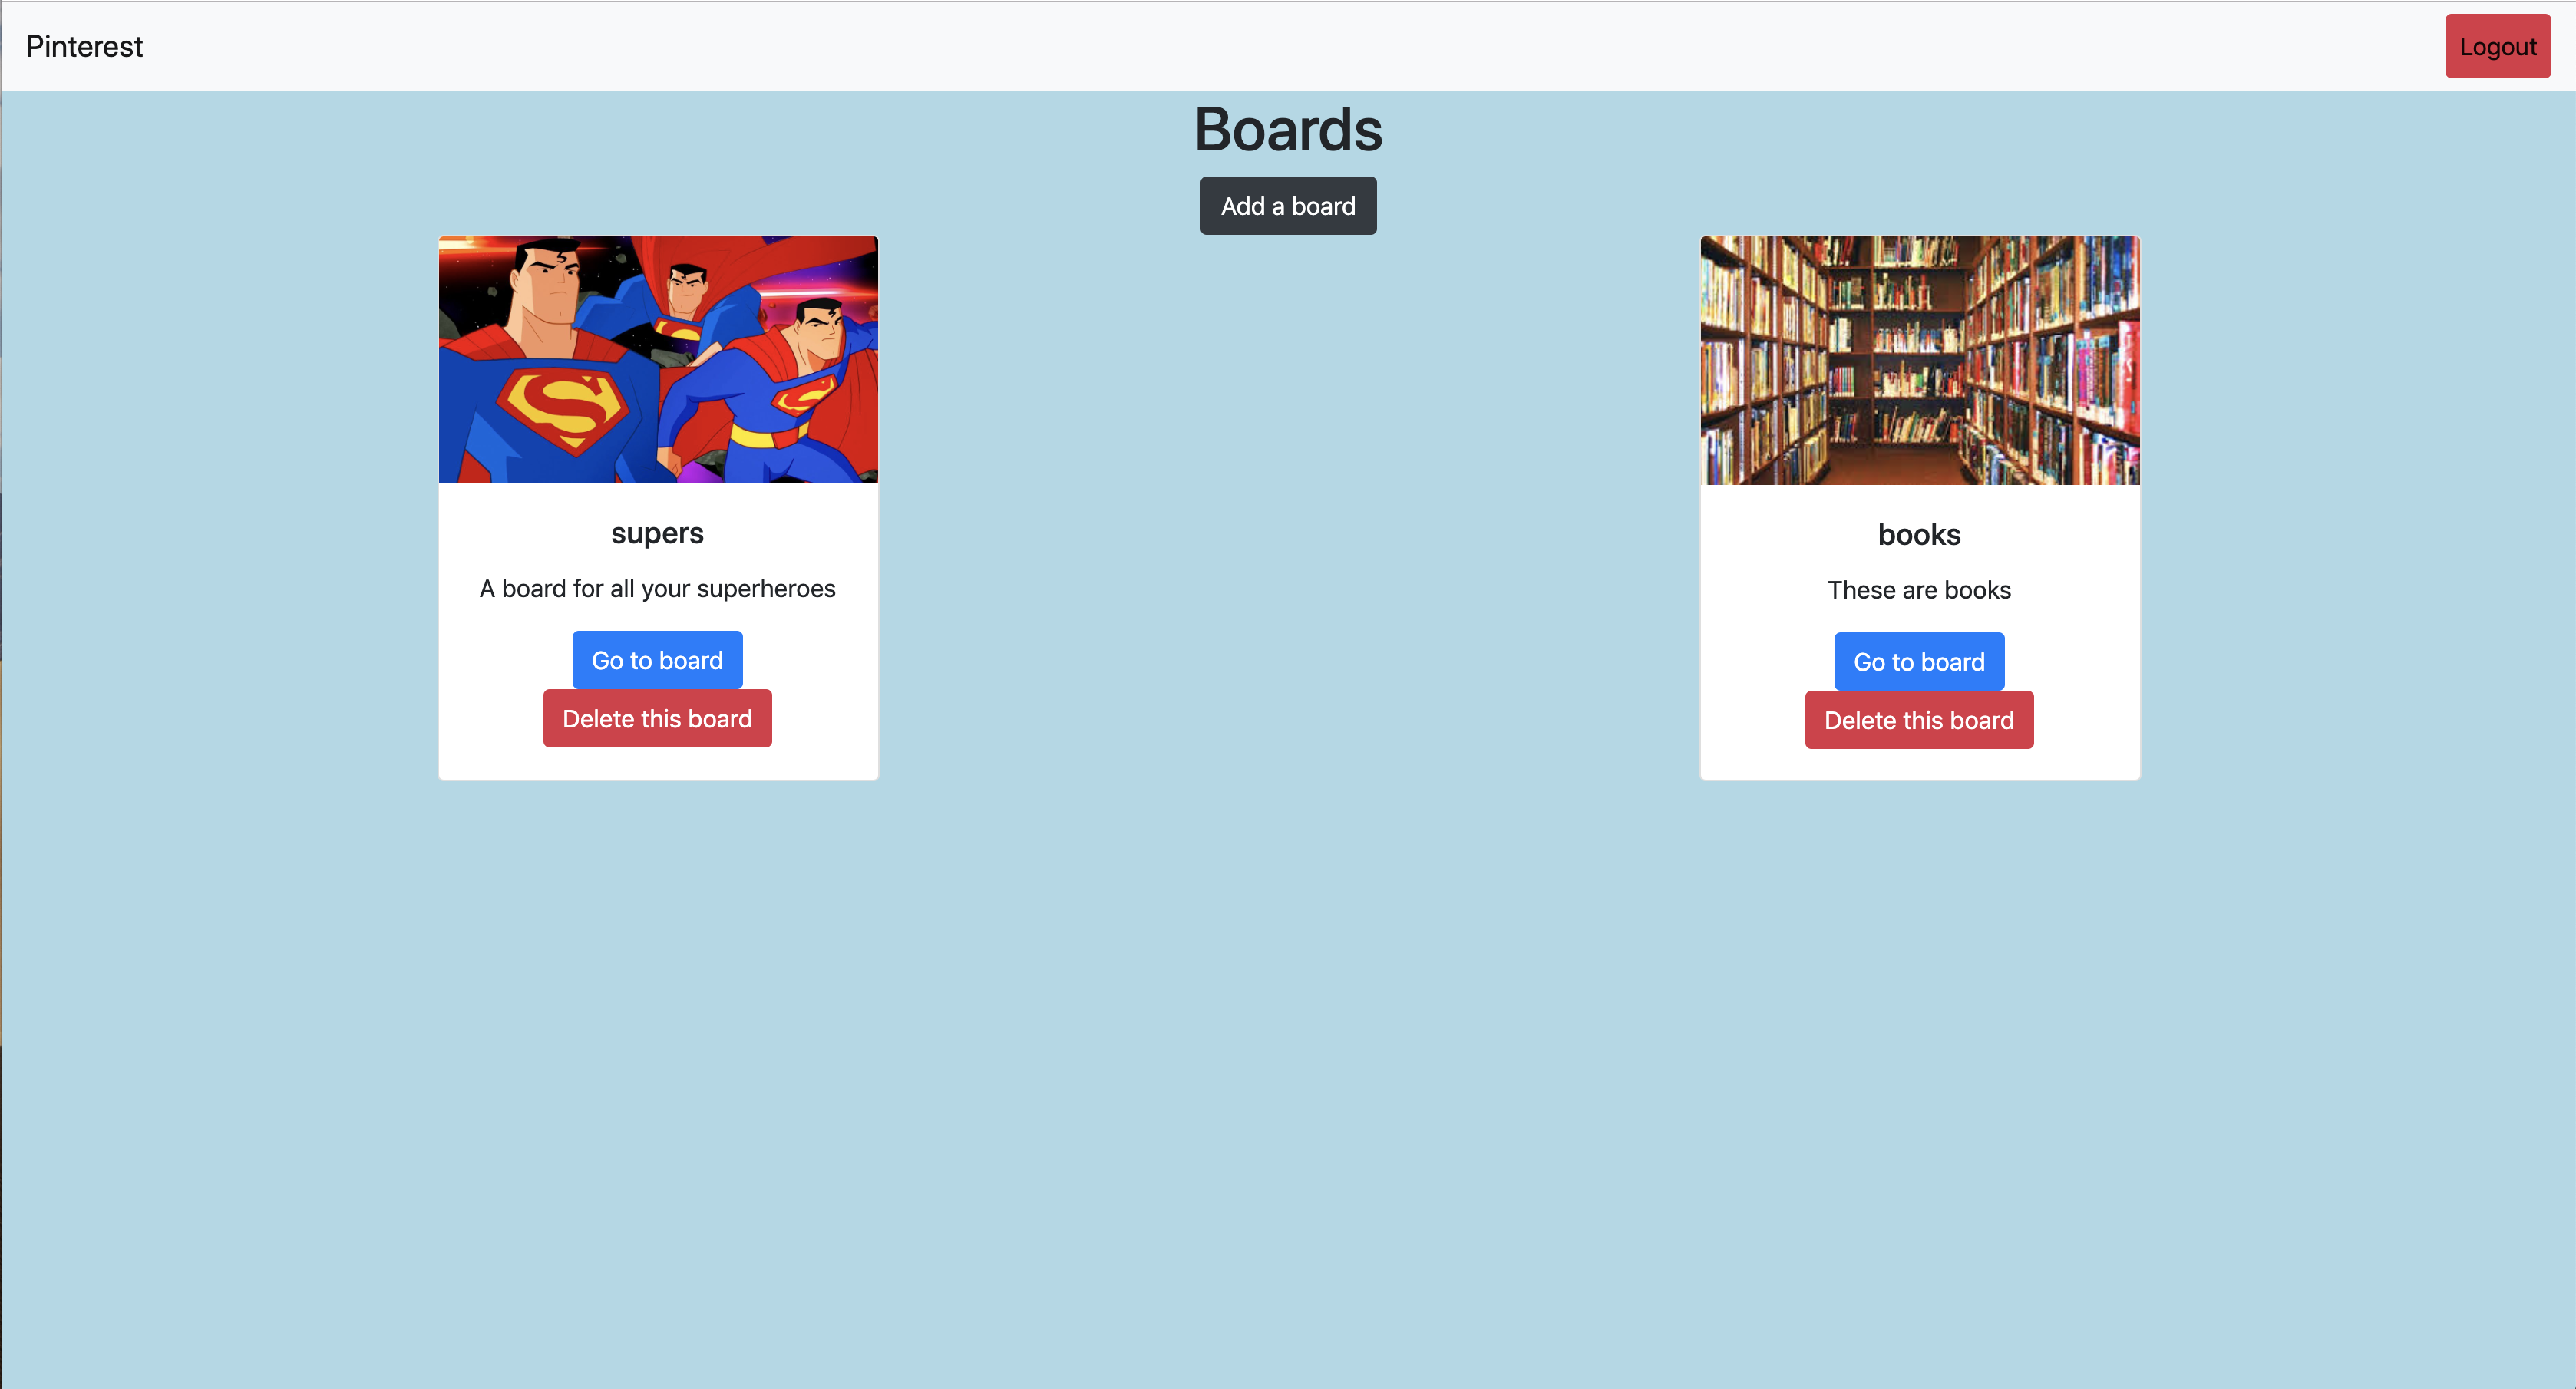 Pinterest
Logout
Boards
Add a board
supers
A board for all your superheroes
Go to board
Delete this board
books
These are books
Go to board
Delete this board